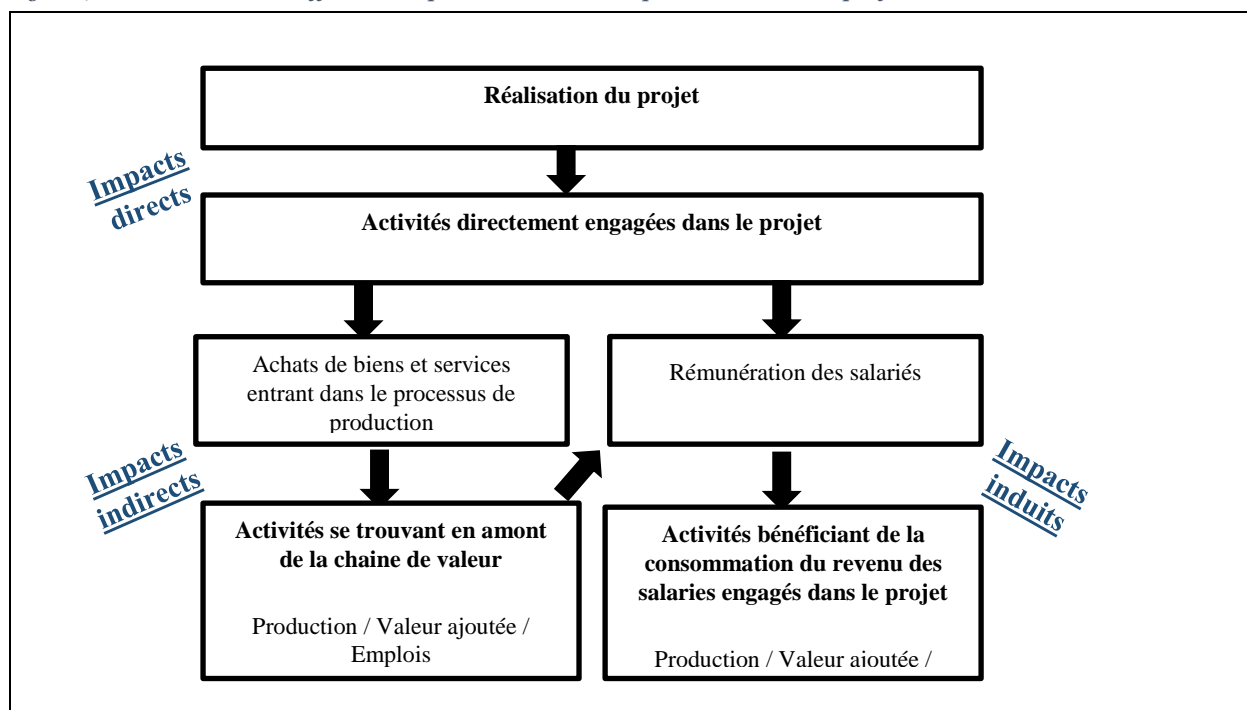 Réalisation du projet
Impacts
directs
Activités directement engagées dans le projet
Achats de biens et services
entrant dans le processus de
production
Rémunération des salariés
Impacts
indirects
Impacts
induits
Activités se trouvant en amont
de la chaine de valeur
Production / Valeur ajoutée /
Emplois
Activités bénéficiant de la
consommation du revenu des
salaries engagés dans le projet
Production / Valeur ajoutée /